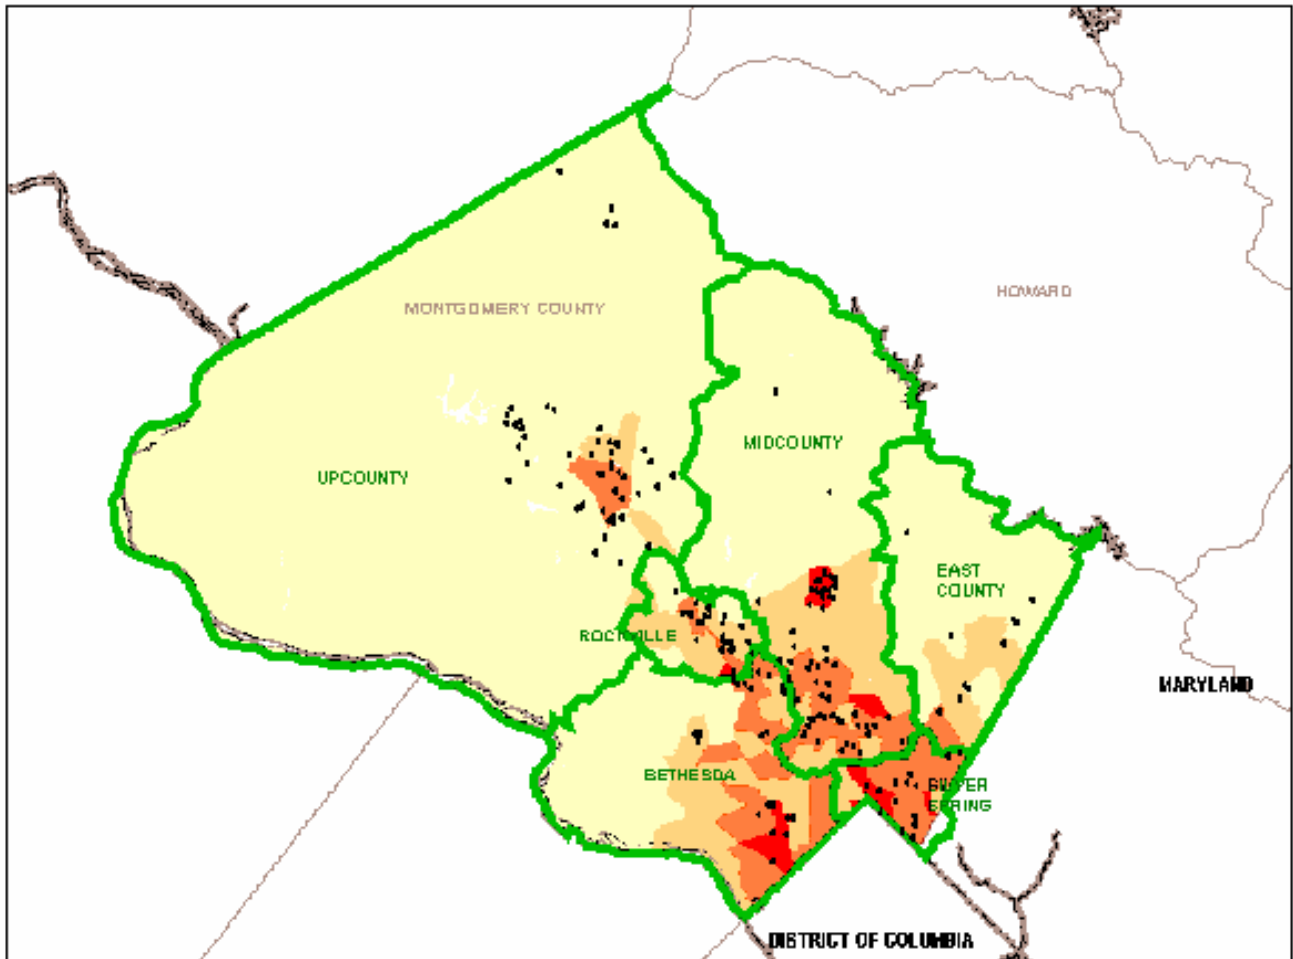 HOWARD
MONTGOMERY COUNTY
MIDCOUNTY
UPCOUNTY
EAST
COUNTY
ROCKVILLE
MARYLAND
BETHESDA
SILVER
SPRING
DISTRICT OF COLUMBIA